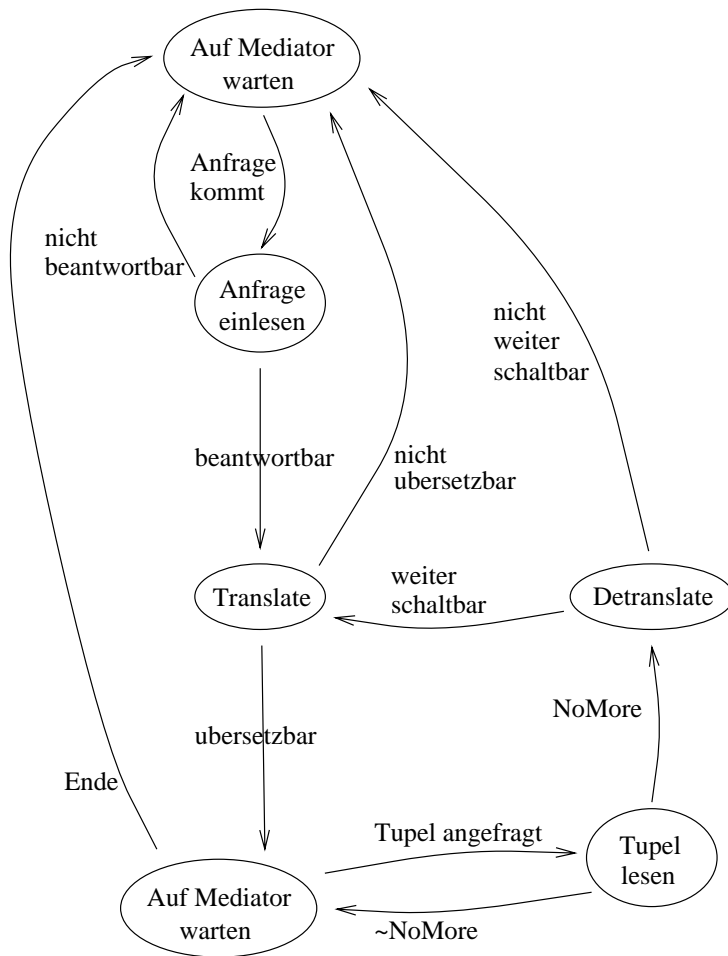 Auf Mediator
warten
Anfrage
kommt
nicht
beantwortbar
Anfrage
einlesen
nicht
weiter
schaltbar
beantwortbar
nicht
ubersetzbar
Translate
weiter
schaltbar
Detranslate
NoMore
ubersetzbar
Ende
Tupel angefragt
Tupel
lesen
Auf Mediator
warten
~NoMore